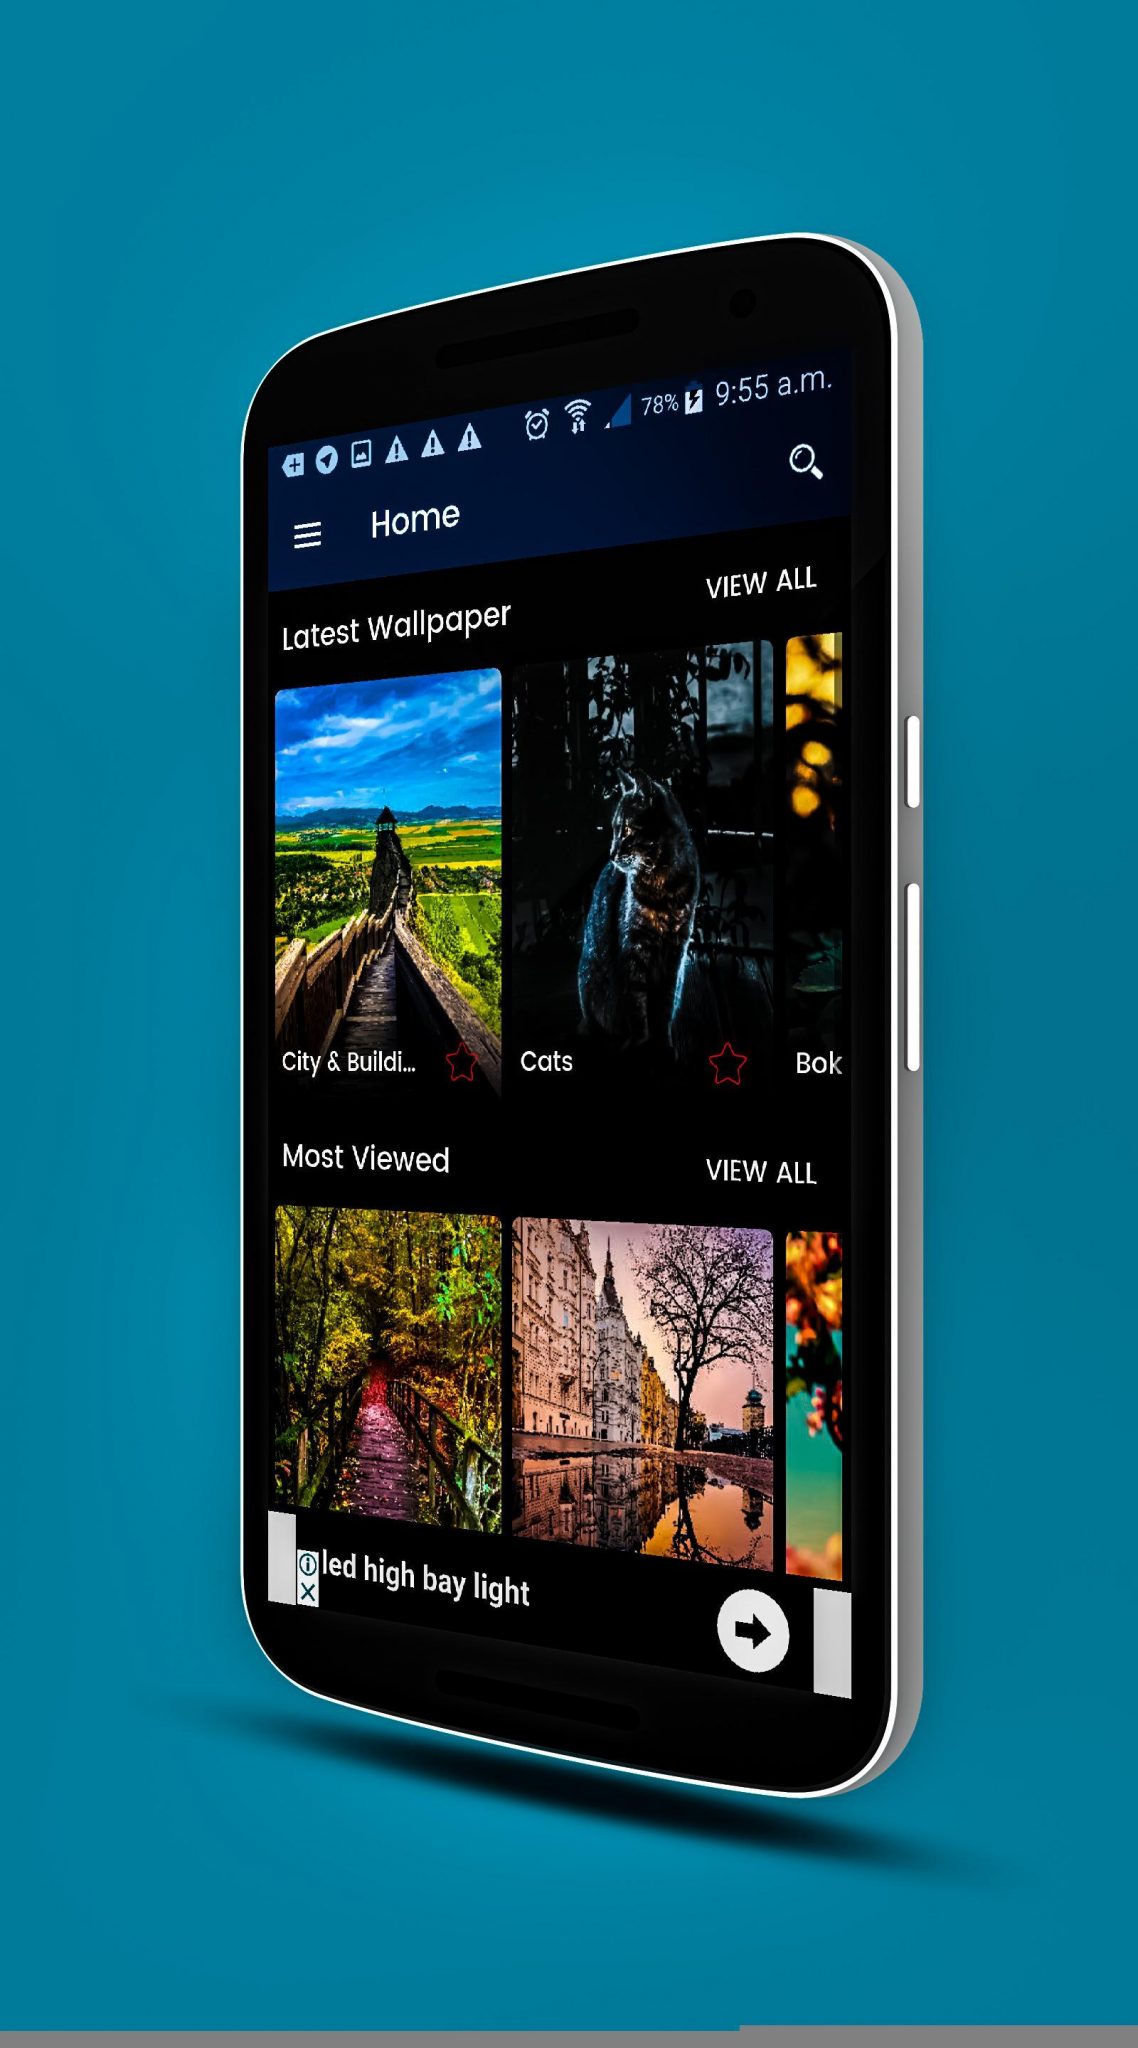 78% 9:55 a.m.
Home
Latest Wallpaper
VIEW ALL
City & Buildi...
Cats
Bok
Most Viewed
VIEW ALL
led high bay light